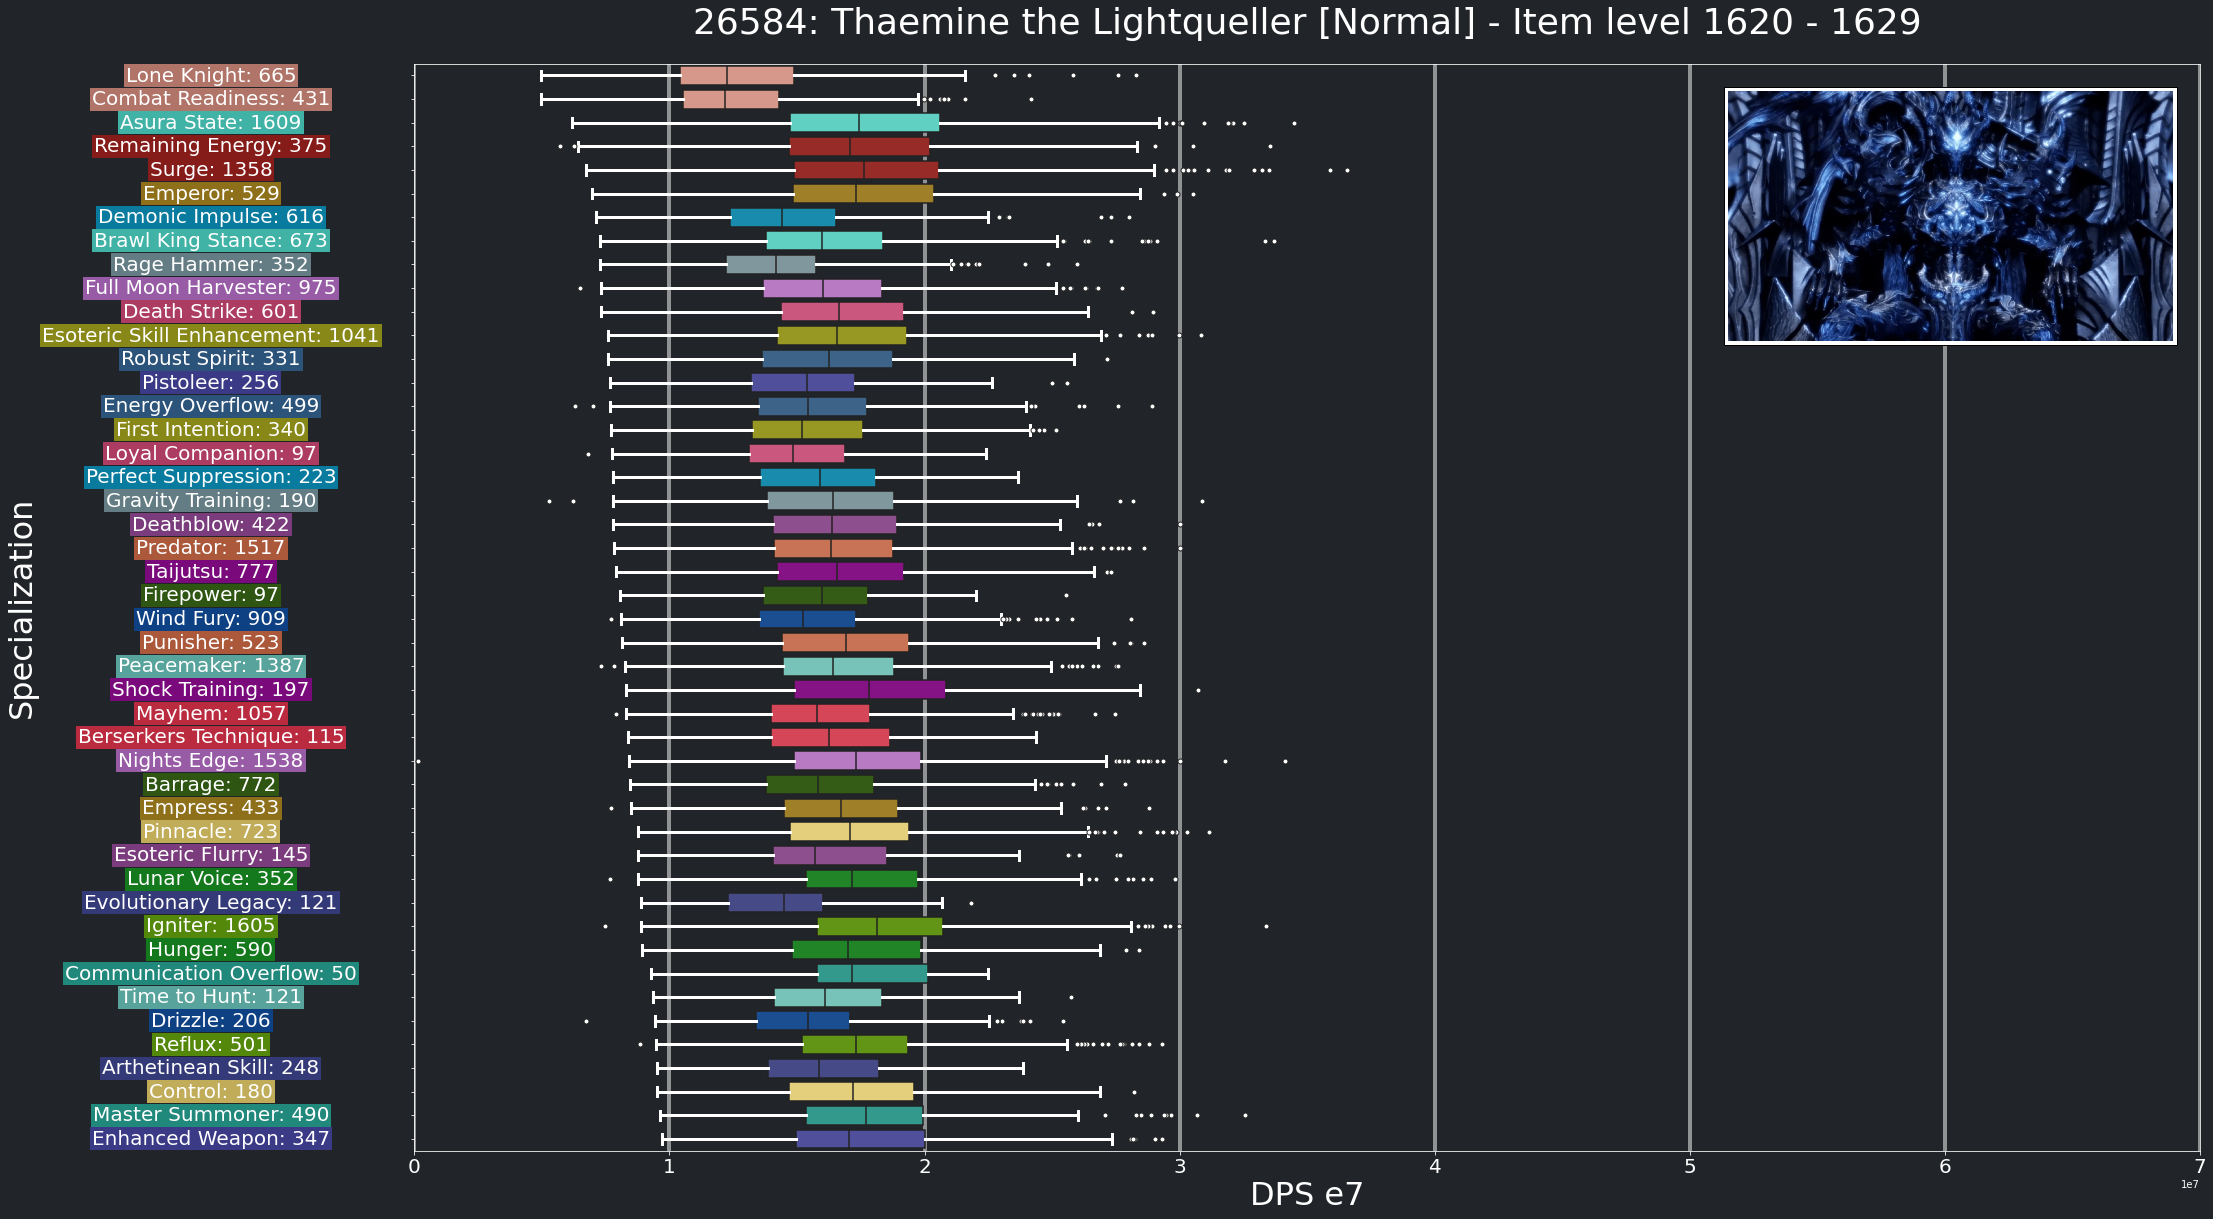 26584: Thaemine the Lightqueller [Normal] - Item level 1620 - 1629
Lone Knight: 665
Combat Readiness: 431
Asura State: 1609
Remaining Energy: 375
Surge: 1358
Emperor: 529
Demonic Impulse: 616
Brawl King Stance: 673
Rage Hammer: 352
Full Moon Harvester: 975
Death Strike: 601
Esoteric Skill Enhancement: 1041
Robust Spirit: 331
Pistoleer: 256
Energy Overflow: 499
First Intention: 340
Loyal Companion: 97
Perfect Suppression: 223
Gravity Training: 190
Deathblow: 422
Predator: 1517
Taijutsu: 777
Firepower: 97
Wind Fury: 909
Punisher: 523
Peacemaker: 1387
Shock Training: 197
Mayhem: 1057
Berserkers Technique: 115
Nights Edge: 1538
Barrage: 772
Empress: 433
Pinnacle: 723
Esoteric Flurry: 145
Lunar Voice: 352
Evolutionary Legacy: 121
Igniter: 1605
Hunger: 590
Communication Overflow: 50
Time to Hunt: 121
Drizzle: 206
Reflux: 501
Arthetinean Skill: 248
Control: 180
Master Summoner: 490
Enhanced Weapon: 347
Specialization
0 1 2 3 4 5 6 7
1e7
DPS e7